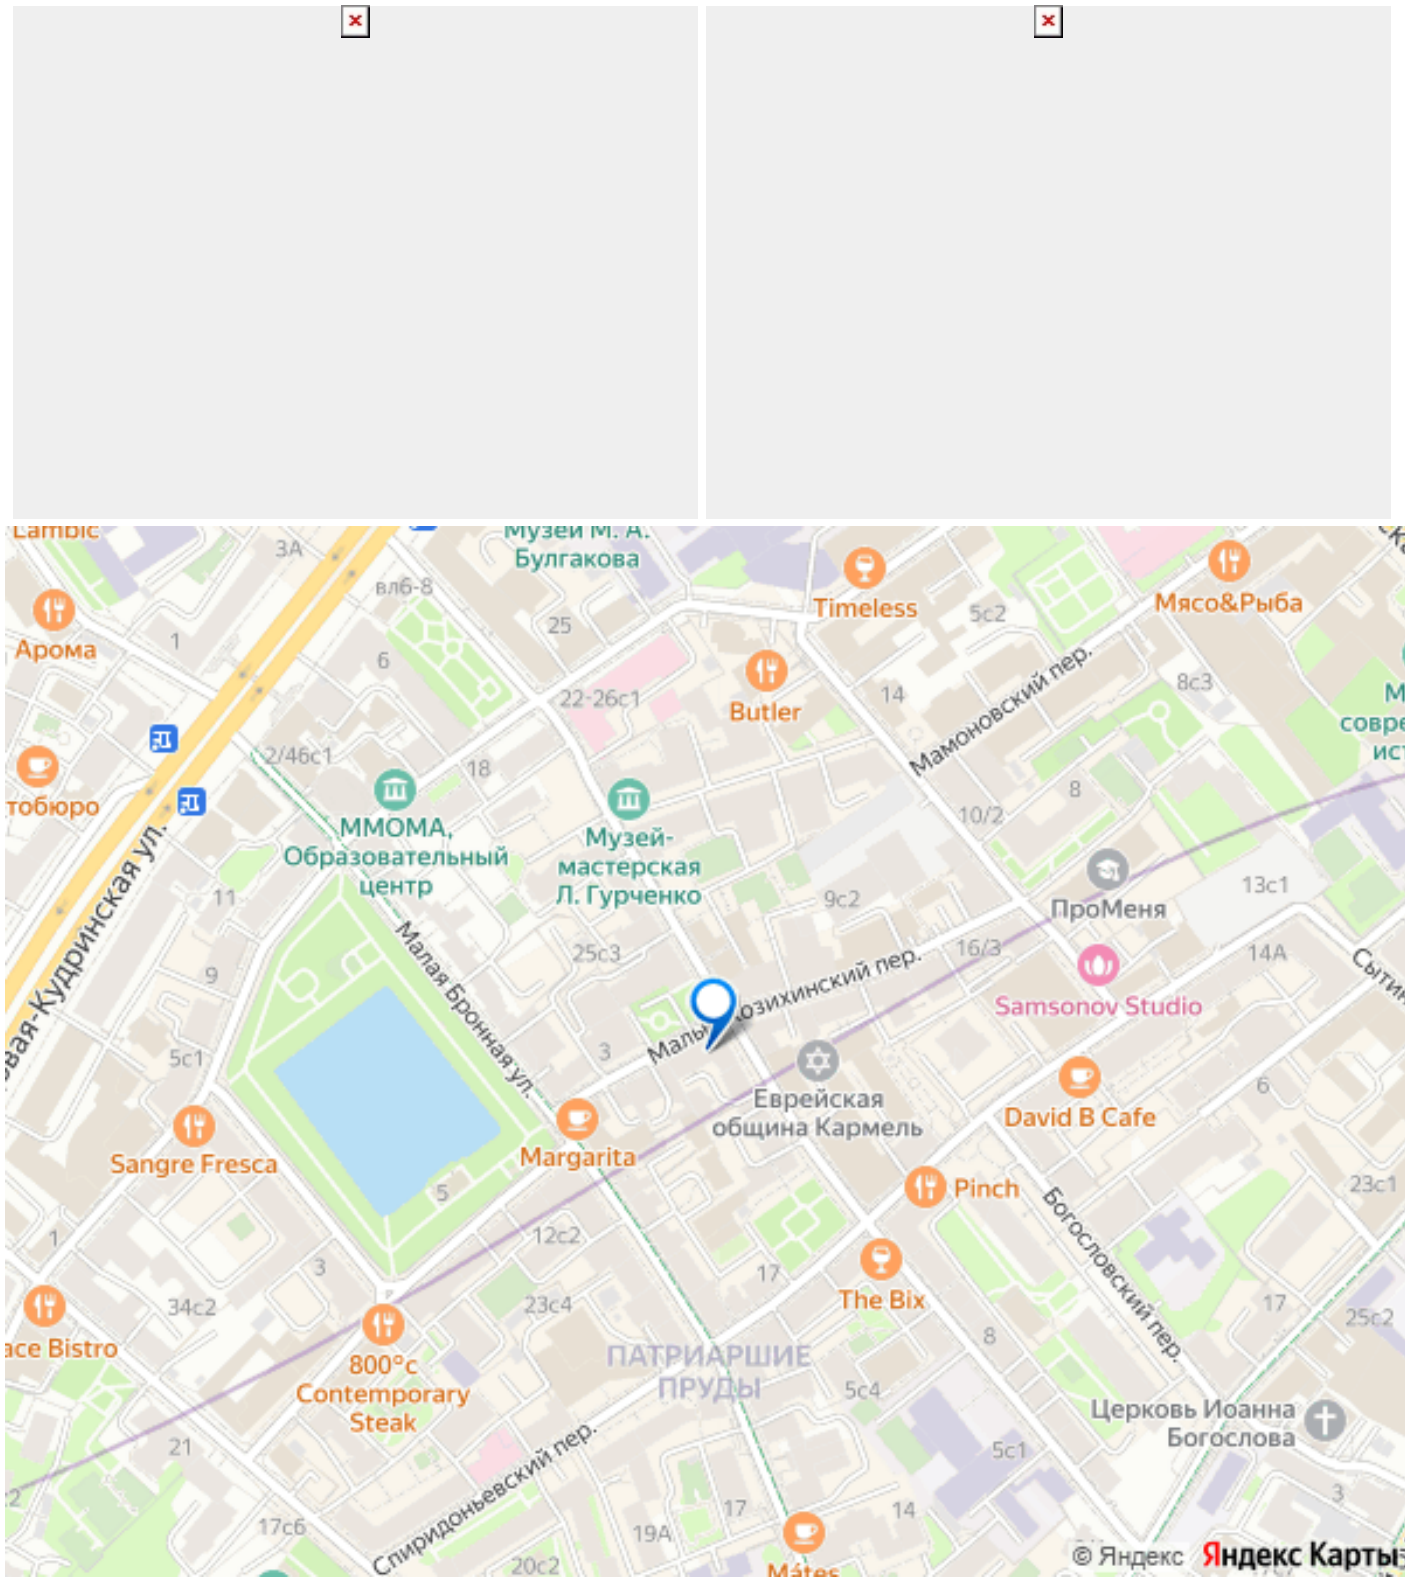 Lambic
Музей М. А.
Булгакова
3А
вл6-8
Timeless
5с2
Мясо&Рыба
25
1
Арома
6
22-26с1
Butler
14
Мамоновский пер.
8с3
2/46с1
18
8
тобюро
ММОМА,
Образовательный
центр
Музей-
мастерская
Л. Гурченко
10/2
11
9с2
ПроМеня
13с1
Малая Бронная ул.
25с3
16/3
14А
9
Samsonov Studio
5с1
3
Еврейская
община Кармель
David B Cafe
6
Sangre Fresca
Margarita
Pinch
23с1
5
Богословский пер.
1
12с2
3
17
The Bix
34с2
23с4
17
25с2
ace Bistro
800°с
Contemporary
Steak
ПАТРИАРШИЕ
ПРУДЫ
8
5с4
Церковь Иоанна
Богослова
21
Спиридоньевский пер.
5с1
2
17с6
19А
17
14
3
20с2
Mátes
© Яндекс Яндекс Карты